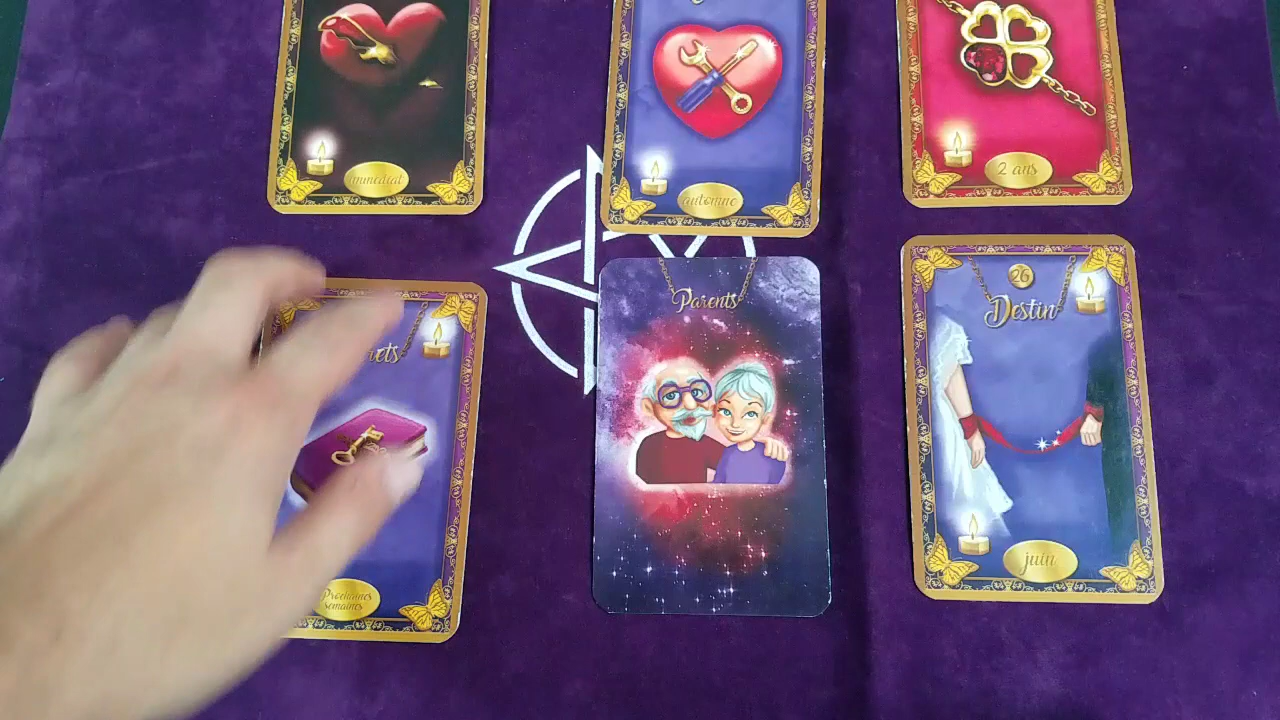 immédiat
automne
2 ans
Parents
26
Destin
Prochaines
semaines
juin